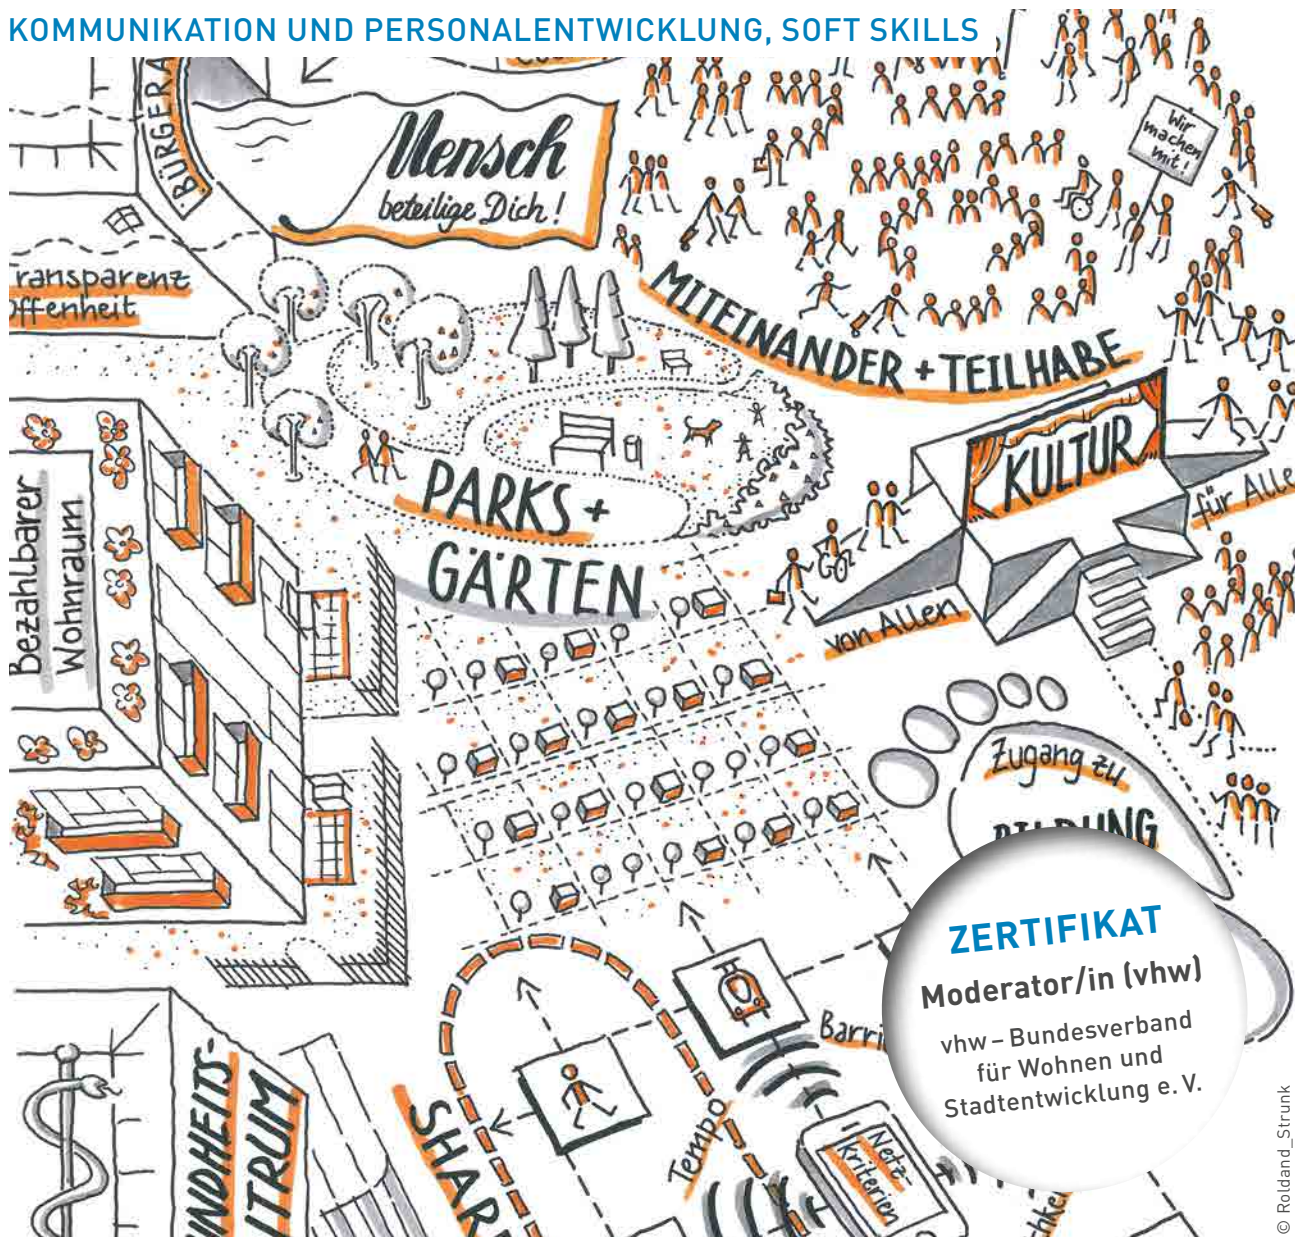 KOMMUNIKATION UND PERSONALENTWICKLUNG, SOFT SKILLS
Mensch
beteilige Dich!
Wir
machen
mit!
MITEINANDER + TEILHABE
KULTUR
für Alle
von Allen
PARKS +
GÄRTEN
Bezahlbarer
Wohnraum
Zugang zu
BILDUNG
ZERTIFIKAT
Moderator/in (vhw)
vhw – Bundesverband
für Wohnen und
Stadtentwicklung e. V.
Tempo
Netz-
kriterien
© Roldand_Strunk